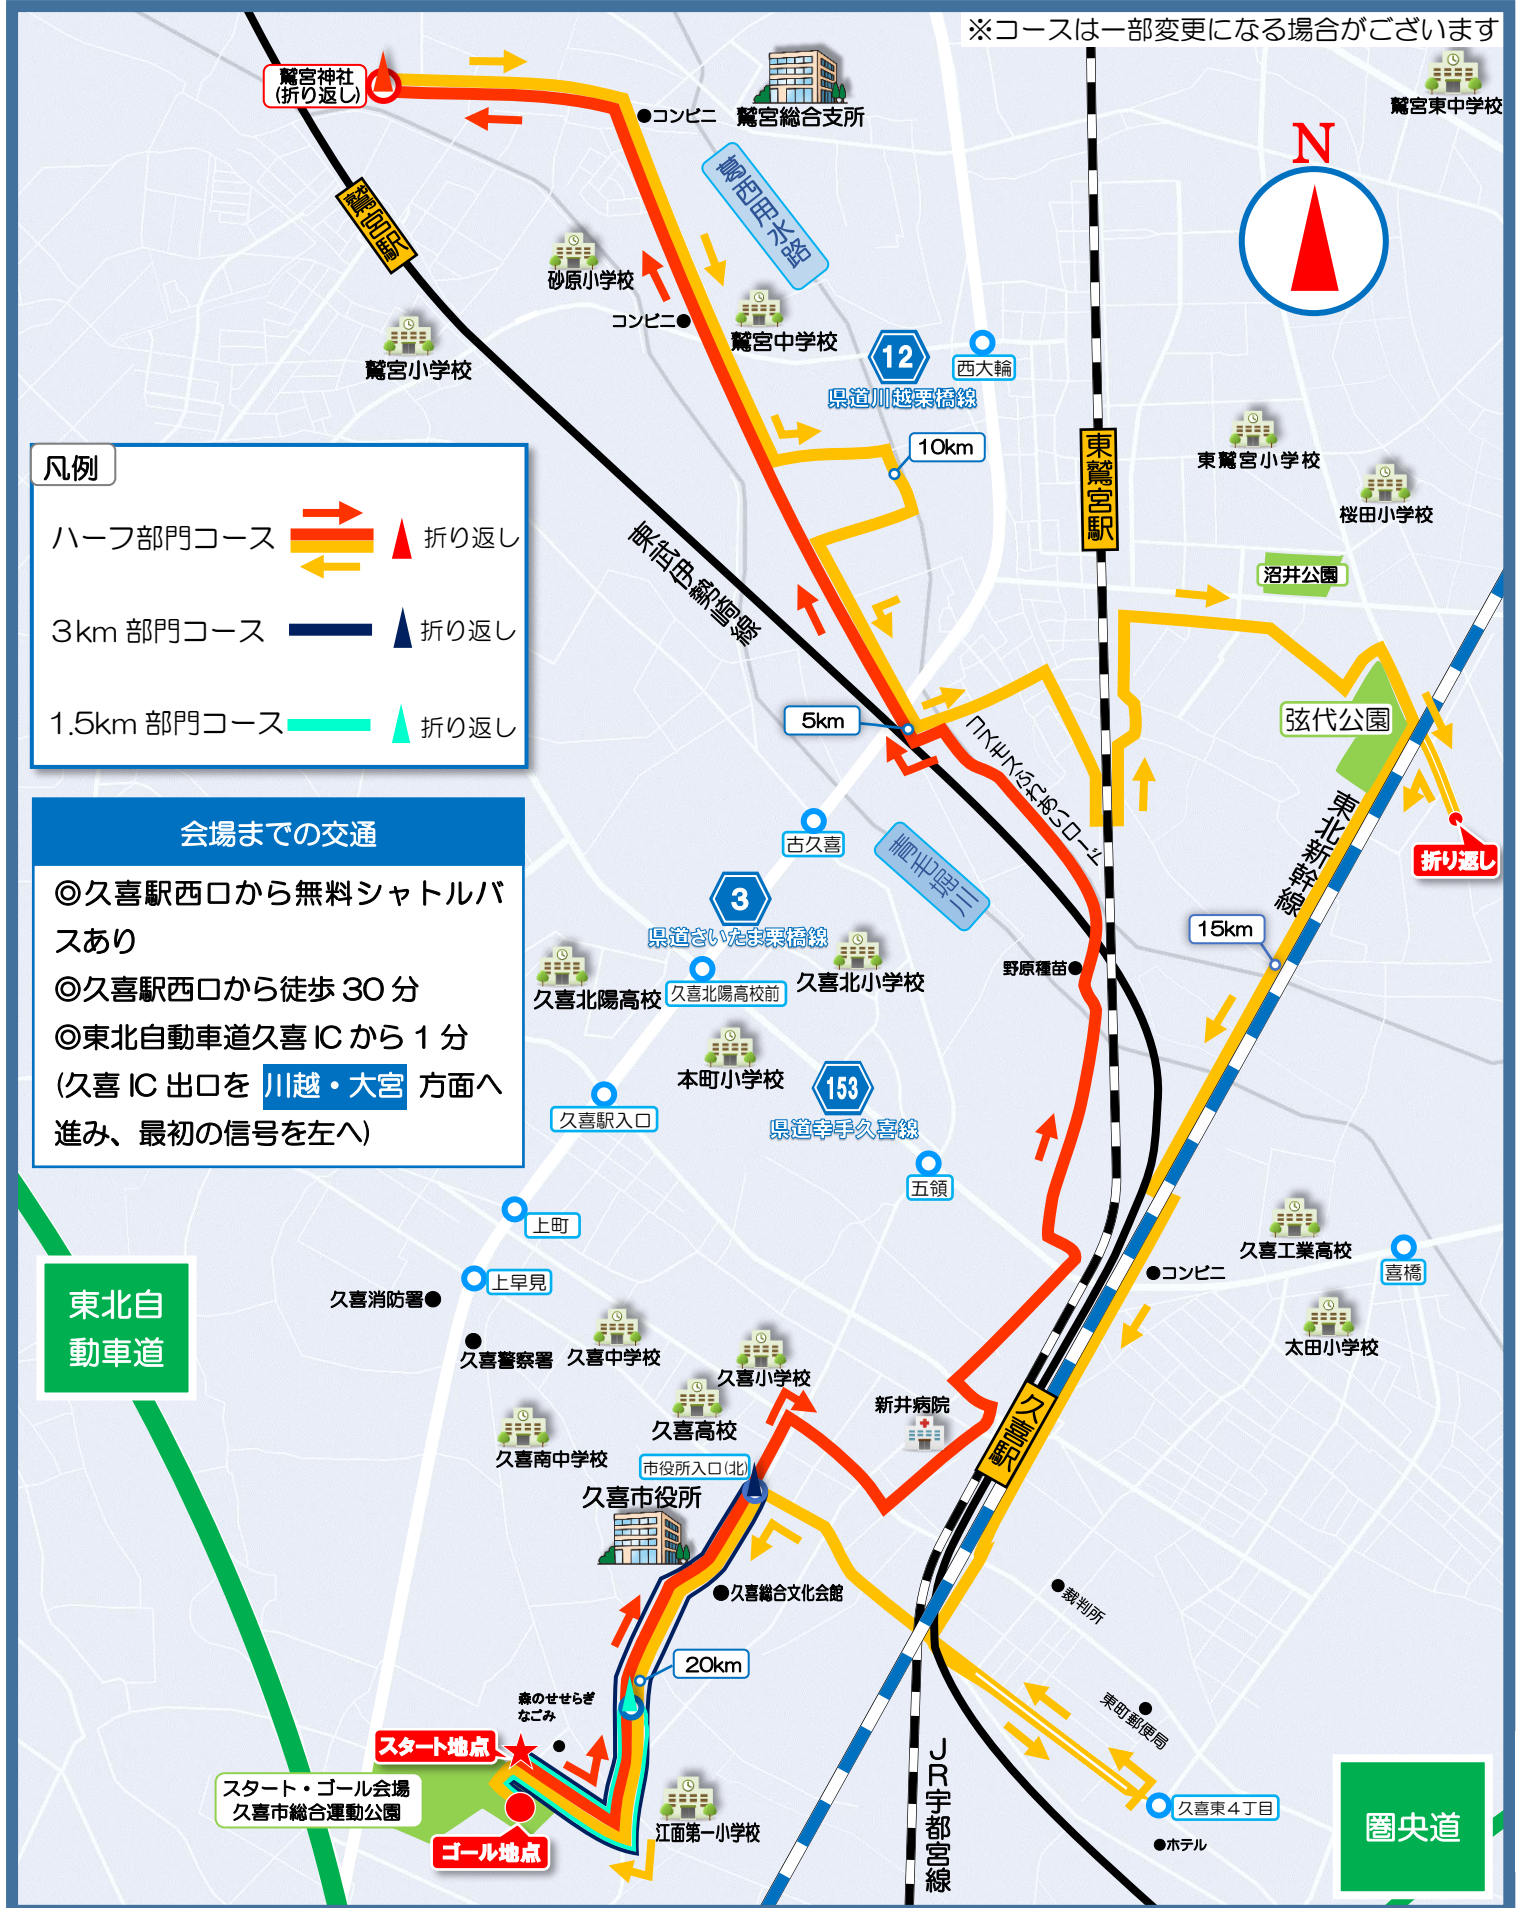 ※コースは一部変更になる場合がございます
鷲宮神社
(折り返し)
コンビニ
鷲宮総合支所
鷲宮東中学校
N
葛西用水路
鷲宮駅
砂原小学校
コンビニ
鷲宮中学校
鷲宮小学校
12
県道川越栗橋線
西大輪
10km
東鷲宮駅
東鷲宮小学校
桜田小学校
沼井公園
凡例
ハーフ部門コース
折り返し
3km 部門コース
折り返し
1.5km 部門コース
折り返し
東武伊勢崎線
5km
コスモスふれあいロード
弦代公園
東北新幹線
折り返し
会場までの交通
◎久喜駅西口から無料シャトルバ
スあり
◎久喜駅西口から徒歩 30 分
◎東北自動車道久喜 IC から 1 分
(久喜 IC 出口を 川越・大宮 方面へ
進み、最初の信号を左へ)
古久喜
青毛堀川
3
県道さいたま栗橋線
久喜北陽高校
久喜北陽高校前
久喜北小学校
野原種苗
15km
本町小学校
153
県道幸手久喜線
久喜駅入口
五領
上町
上早見
久喜消防署
久喜警察署
久喜中学校
久喜小学校
久喜高校
久喜南中学校
新井病院
久喜駅
コンビニ
久喜工業高校
喜橋
太田小学校
東北自
動車道
市役所入口(北)
久喜市役所
久喜総合文化会館
裁判所
20km
森のせせらぎ
なごみ
スタート地点
スタート・ゴール会場
久喜市総合運動公園
ゴール地点
江面第一小学校
JR宇都宮線
東町郵便局
久喜東4丁目
ホテル
圏央道